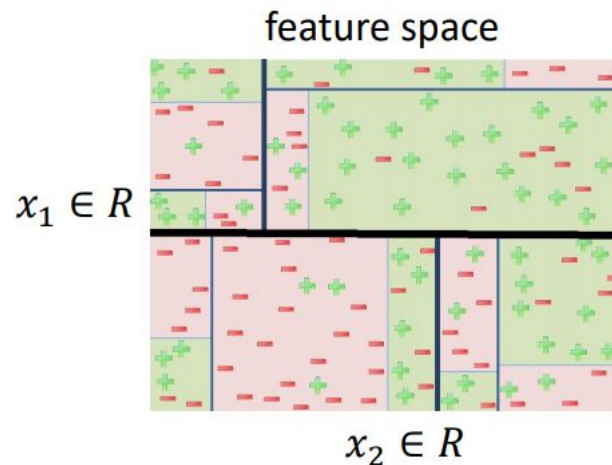 feature space
x₁ ∈ R
x₂ ∈ R